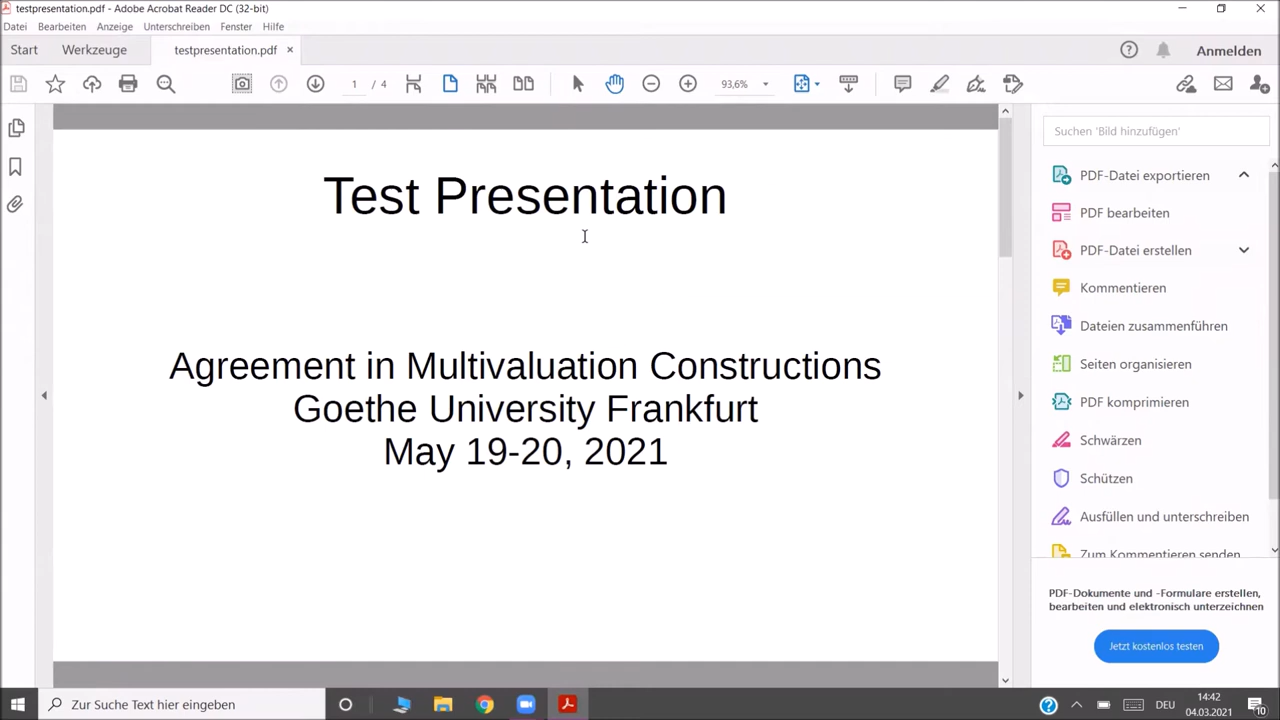 testpresentation.pdf - Adobe Acrobat Reader DC (32-bit)
Datei Bearbeiten Anzeige Unterschreiben Fenster Hilfe
Start Werkzeuge testpresentation.pdf × Anmelden
1 / 4 93,6%
Test Presentation
Agreement in Multivaluation Constructions
Goethe University Frankfurt
May 19-20, 2021
Suchen 'Bild hinzufügen'
PDF-Datei exportieren
PDF bearbeiten
PDF-Datei erstellen
Kommentieren
Dateien zusammenführen
Seiten organisieren
PDF komprimieren
Schwärzen
Schützen
Ausfüllen und unterschreiben
Zum Kommentieren senden
PDF-Dokumente und -Formulare erstellen,
bearbeiten und elektronisch unterzeichnen
Jetzt kostenlos testen
Zur Suche Text hier eingeben
DEU
14:42
04.03.2021
10